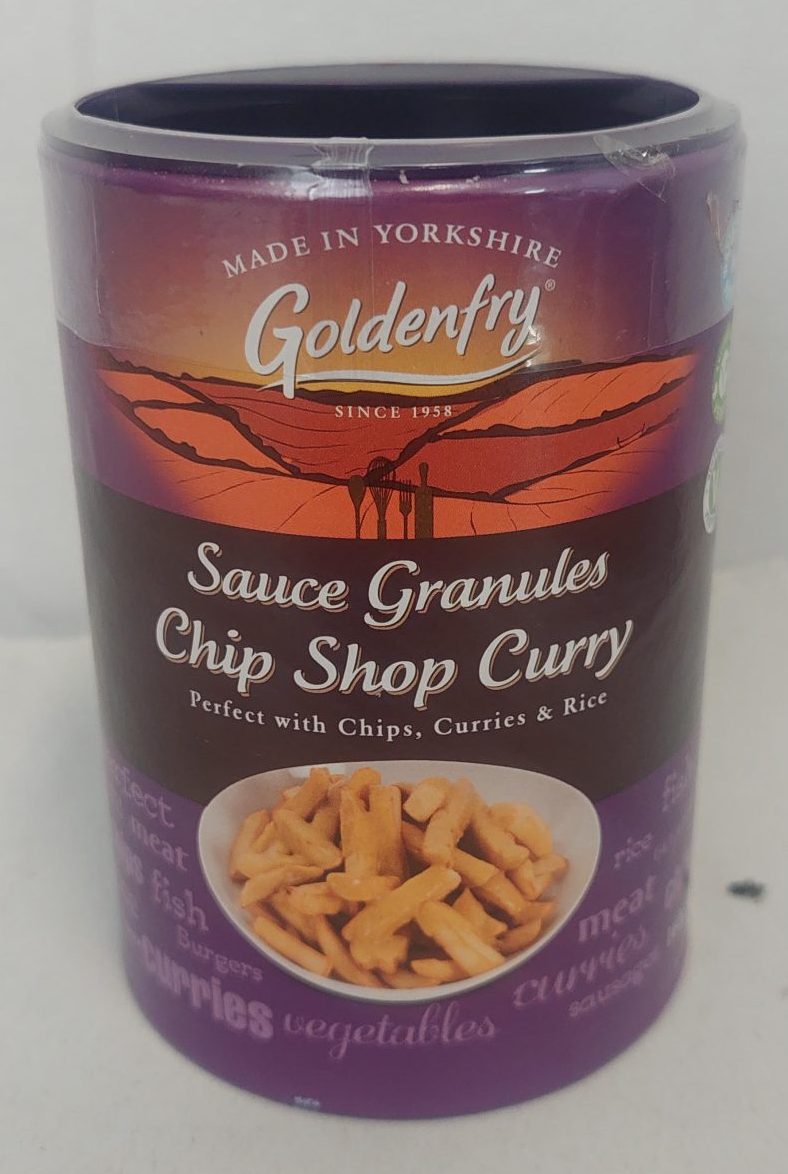 MADE IN YORKSHIRE
Goldenfry®
SINCE 1958
Sauce Granules
Chip Shop Curry
Perfect with Chips, Curries & Rice
meat
fish
Burgers
curries
vegetables
rice
meat
curries
sausages